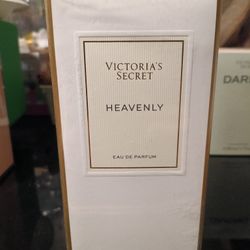 VICTORIA'S
SECRET
HEAVENLY
EAU DE PARFUM